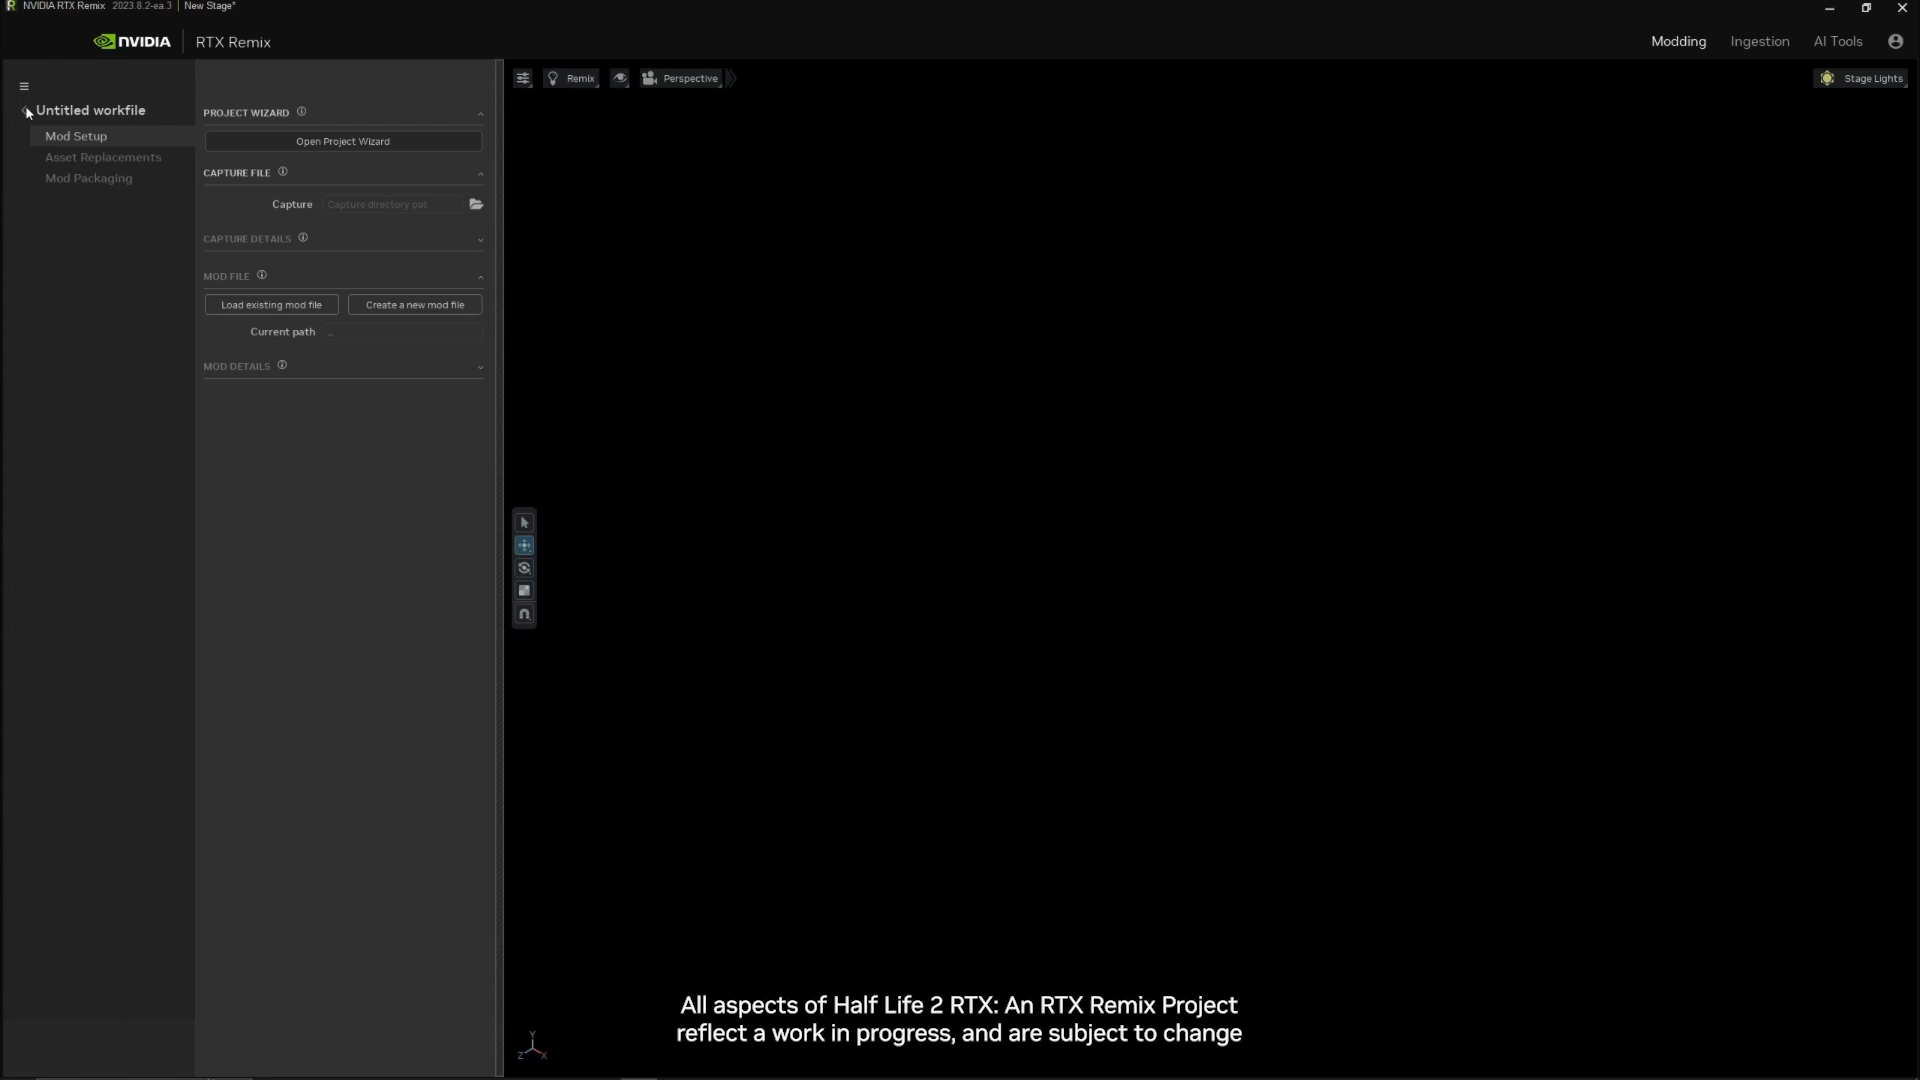 NVIDIA RTX Remix 2023.8.2-ea.3 | New Stage*
NVIDIA RTX Remix
Modding Ingestion AI Tools
Untitled workfile
Mod Setup
Asset Replacements
Mod Packaging
PROJECT WIZARD
Open Project Wizard
CAPTURE FILE
Capture Capture directory pat
CAPTURE DETAILS
MOD FILE
Load existing mod file Create a new mod file
Current path ...
MOD DETAILS
Remix Perspective Stage Lights
Y
Z X
All aspects of Half Life 2 RTX: An RTX Remix Project
reflect a work in progress, and are subject to change